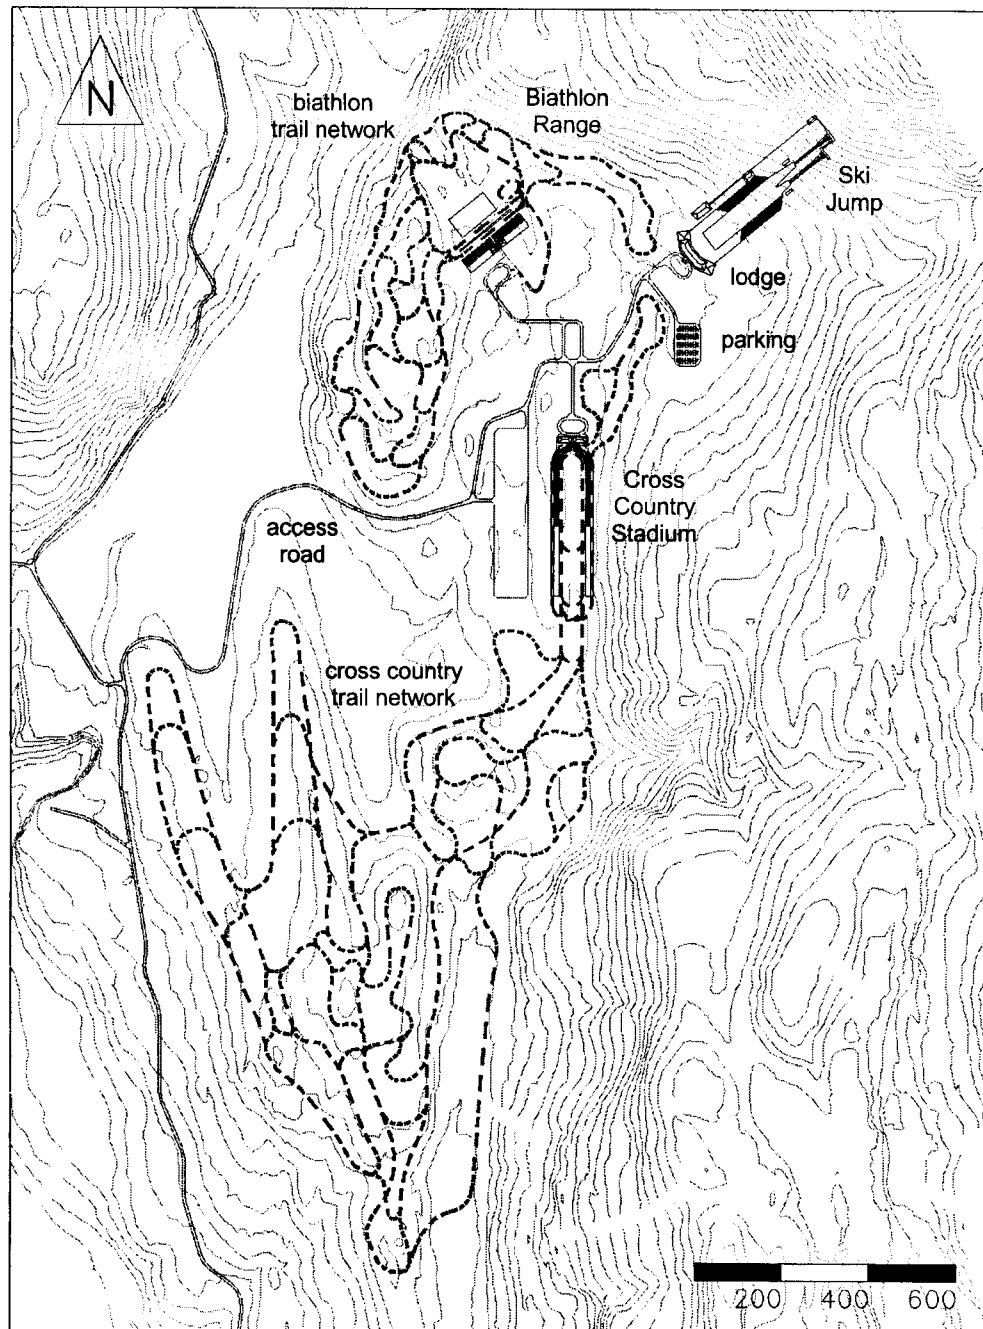 N
biathlon
trail network
Biathlon
Range
Ski
Jump
lodge
parking
Cross
Country
Stadium
access
road
cross country
trail network
200 400 600